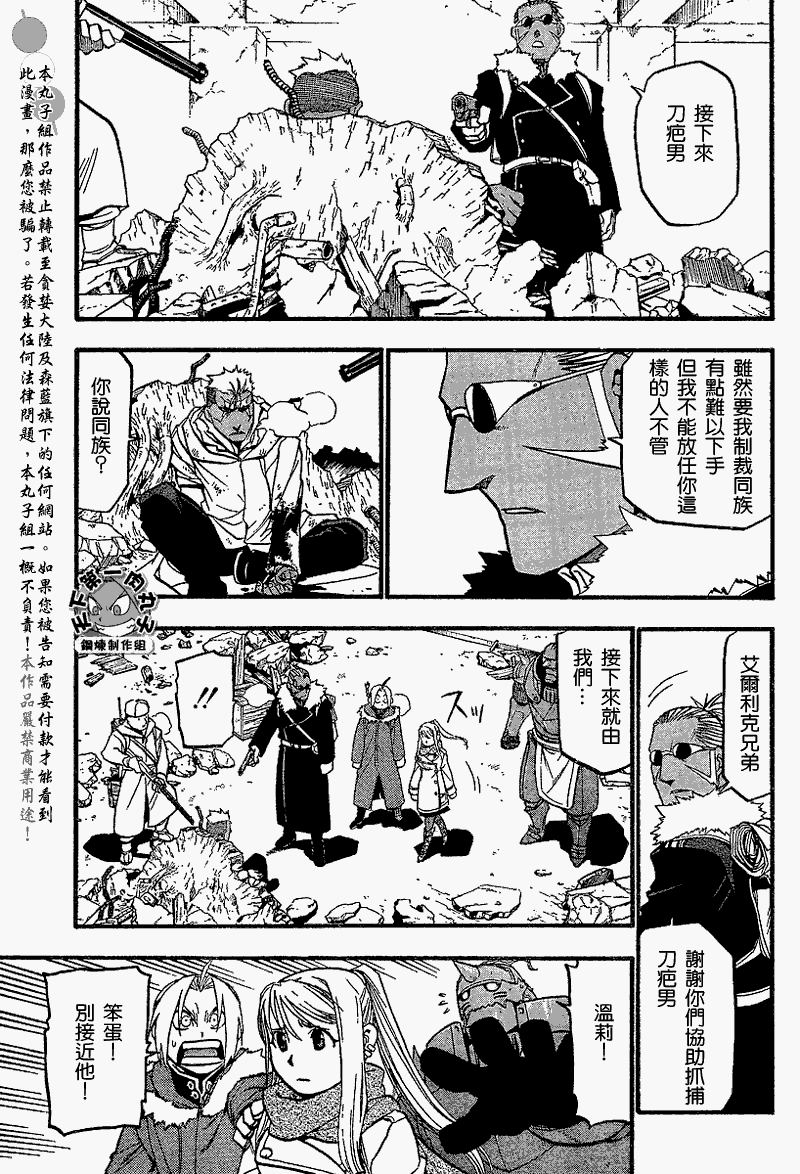 接下來
刀疤男
雖然要我制裁同族
有點難以下手
但我不能放任你這
樣的人不管
你說同族？
艾爾利克兄弟
謝謝你們協助抓捕
刀疤男
接下來就由
我們…
スッ
!!
溫莉！
笨蛋！
別接近他！
本丸子組作品禁止轉載至貪婪大陸及森藍旗下的任何網站。如果您被告知需要付款才能看到
此漫畫，那麼您被騙了。若發生任何法律問題，本丸子組一概不負責！本作品嚴禁商業用途！
天下第一肉丸子
鋼煉制作組